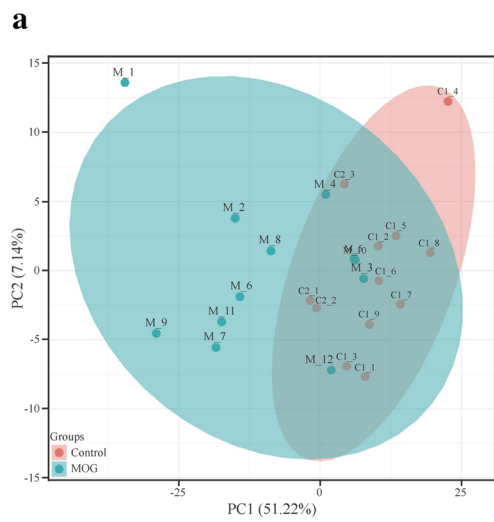 a
15
M_1
C1_4
10
C2_3
M_4
5
M_2
C1_5
C1_2
M_8
C1_8
M_5
M_10
M_3
0
C1_6
M_6
C2_1
C2_2
C1_7
M_11
C1_9
M_9
M_7
-5
M_12
C1_3
C1_1
-10
Groups
Control
MOG
-15
-25
0
25
PC1 (51.22%)
PC2 (7.14%)